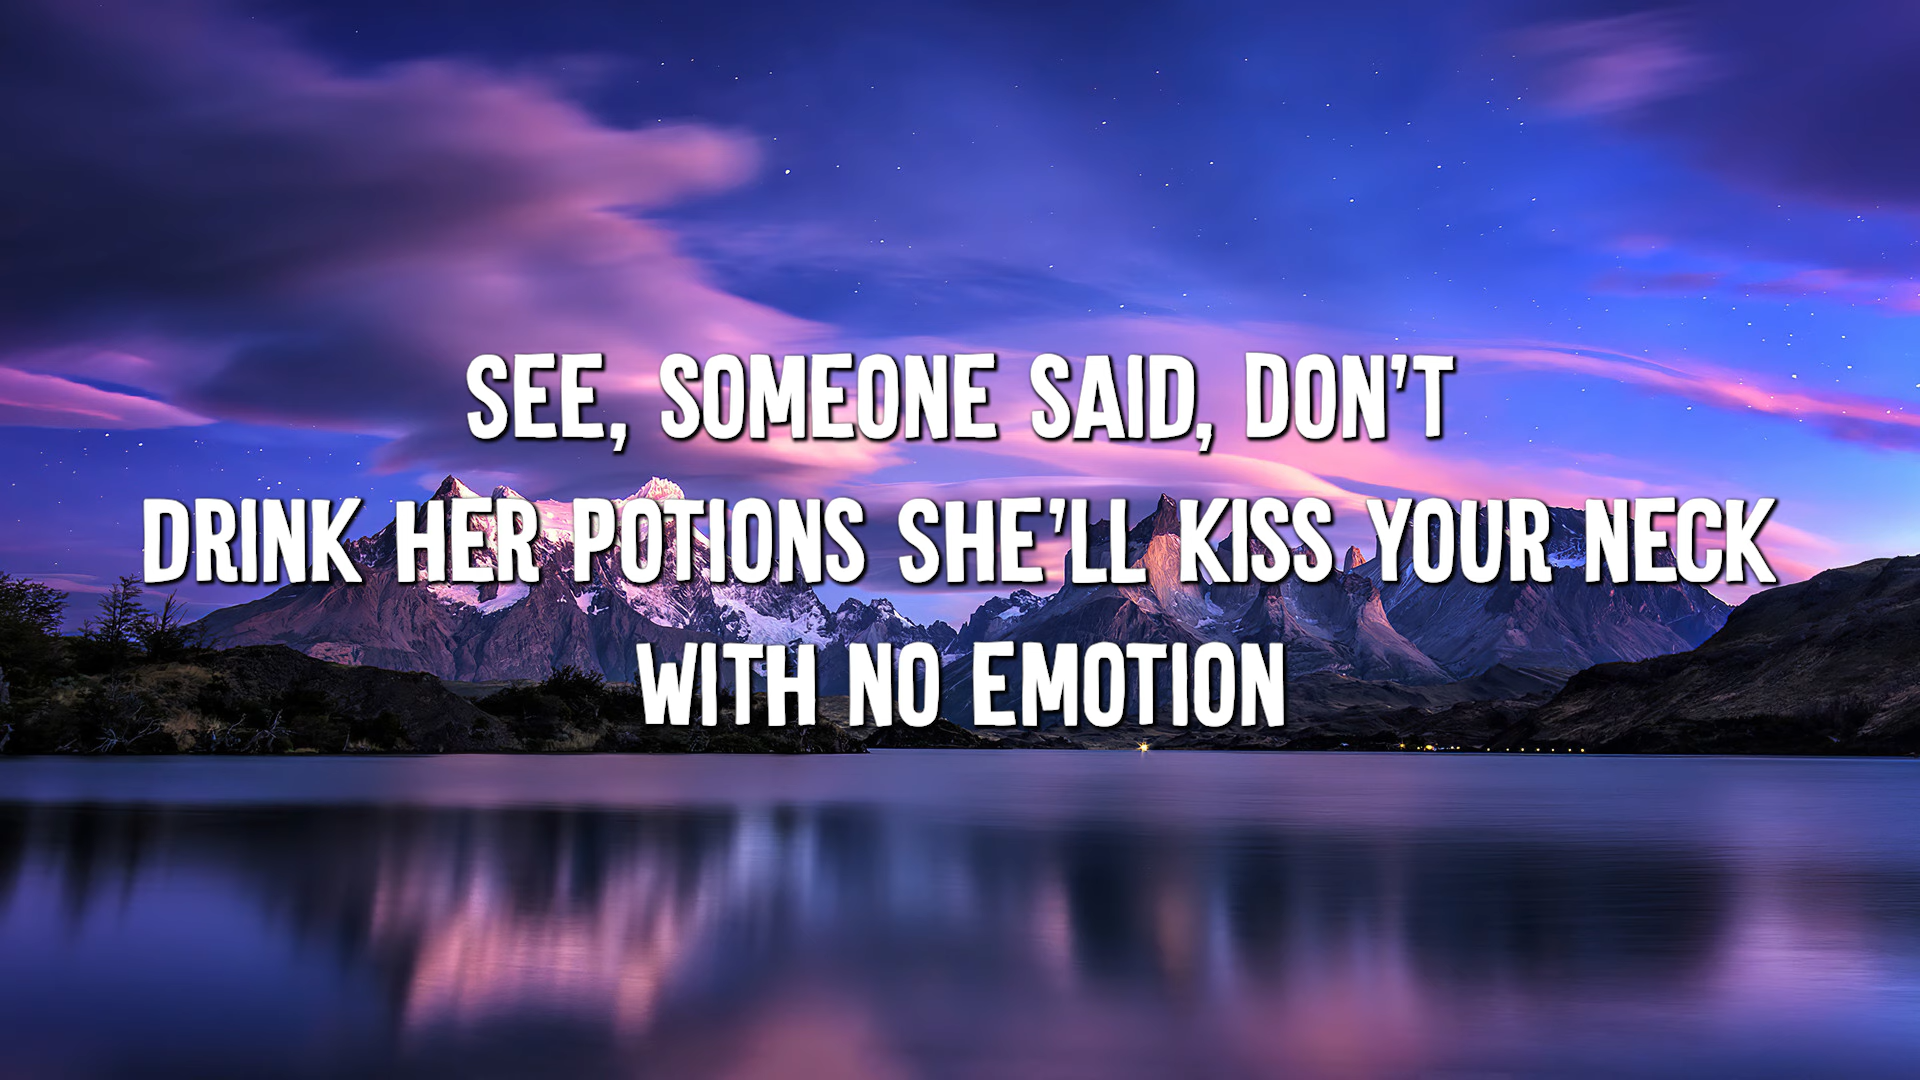 SEE, SOMEONE SAID, DON'T
DRINK HER POTIONS SHE'LL KISS YOUR NECK
WITH NO EMOTION